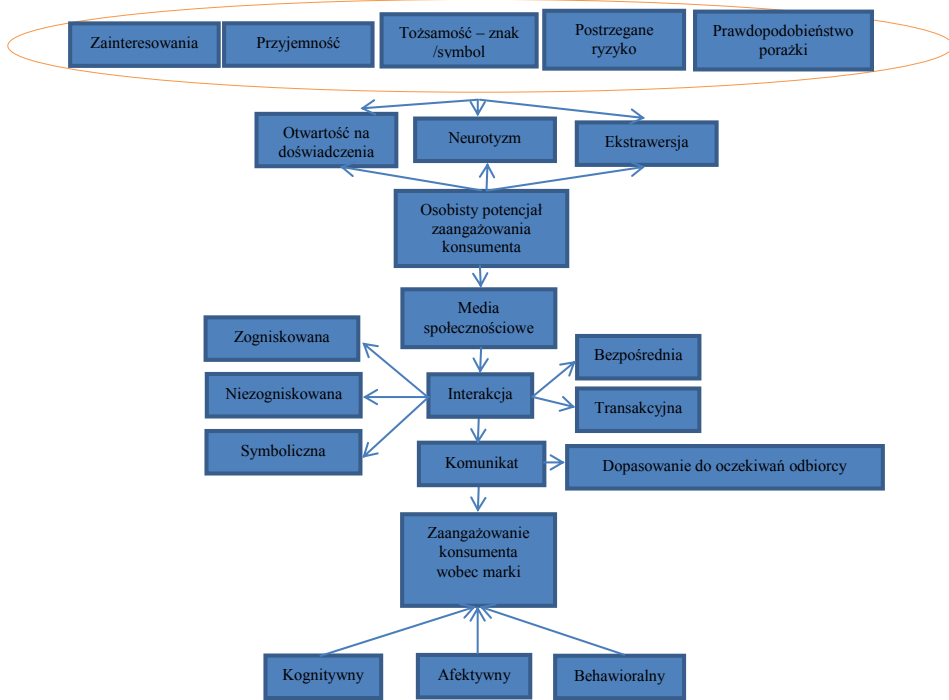 Zainteresowania
Przyjemność
Tożsamość – znak
/symbol
Postrzegane
ryzyko
Prawdopodobieństwo
porażki
Otwartość na
doświadczenia
Neurotyzm
Ekstrawersja
Osobisty potencjał
zaangażowania
konsumenta
Media
społecznościowe
Zogniskowana
Niezogniskowana
Symboliczna
Interakcja
Bezpośrednia
Transakcyjna
Komunikat
Dopasowanie do oczekiwań odbiorcy
Zaangażowanie
konsumenta
wobec marki
Kognitywny
Afektywny
Behawioralny